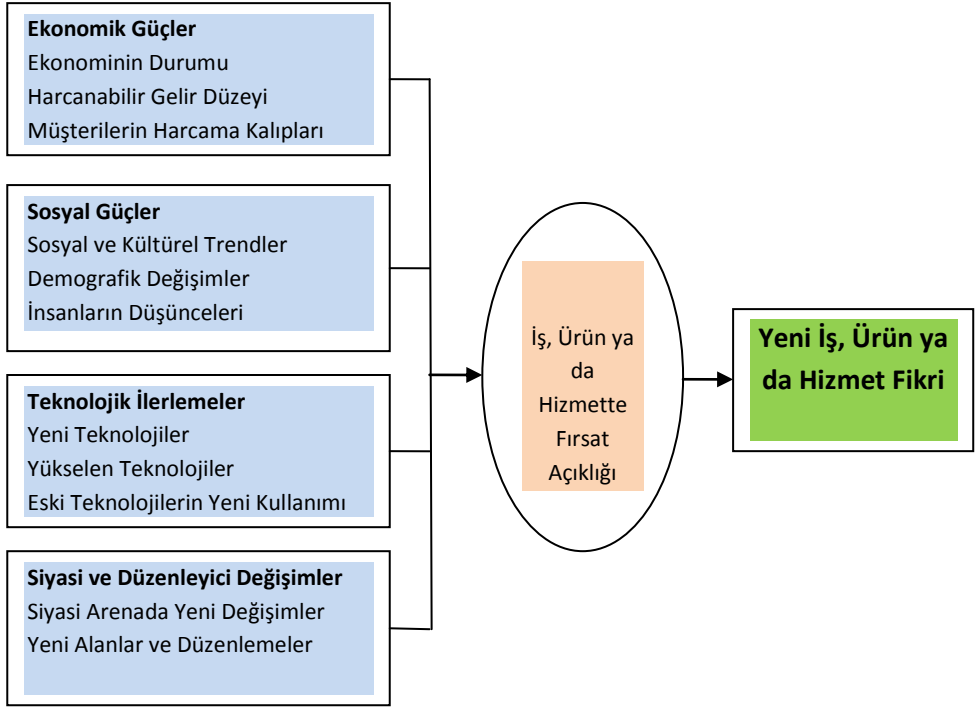 Ekonomik Güçler
Ekonominin Durumu
Harcanabilir Gelir Düzeyi
Müşterilerin Harcama Kalıpları
Sosyal Güçler
Sosyal ve Kültürel Trendler
Demografik Değişimler
İnsanların Düşünceleri
Teknolojik İlerlemeler
Yeni Teknolojiler
Yükselen Teknolojiler
Eski Teknolojilerin Yeni Kullanımı
Siyasi ve Düzenleyici Değişimler
Siyasi Arenada Yeni Değişimler
Yeni Alanlar ve Düzenlemeler
İş, Ürün ya
da
Hizmette
Fırsat
Açıklığı
Yeni İş, Ürün ya
da Hizmet Fikri